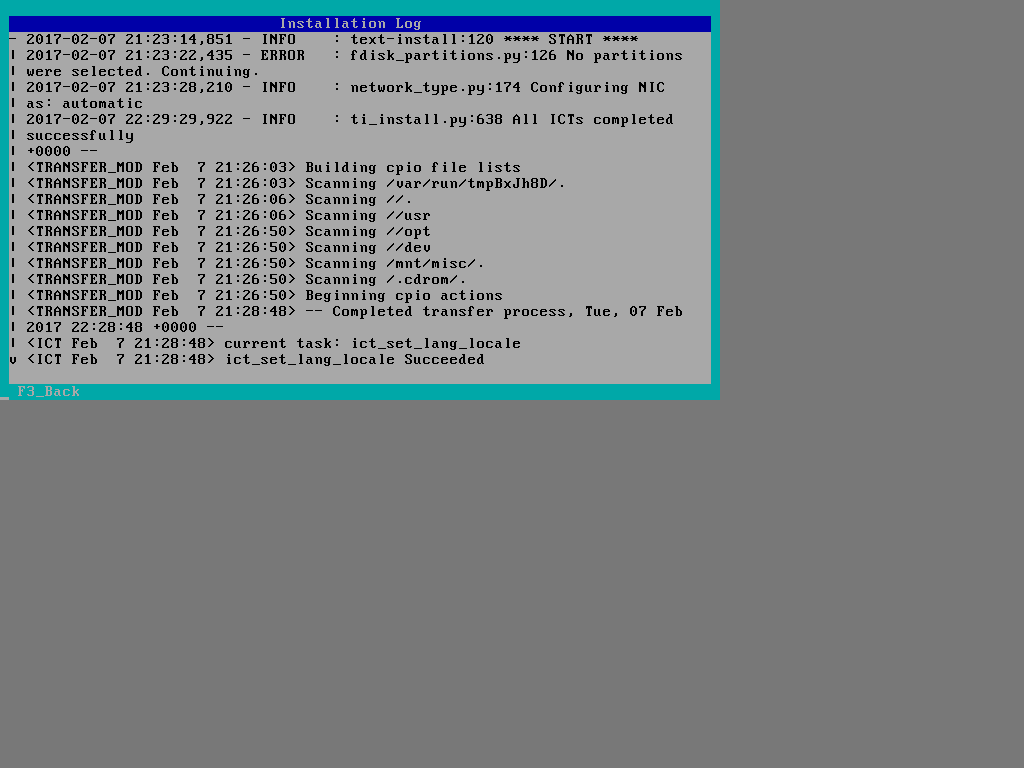 Installation Log
- 2017-02-07 21:23:14,851 - INFO    : text-install:120 **** START ****
| 2017-02-07 21:23:22,435 - ERROR   : fdisk_partitions.py:126 No partitions
| were selected. Continuing.
| 2017-02-07 21:23:28,210 - INFO    : network_type.py:174 Configuring NIC
| as: automatic
| 2017-02-07 22:29:29,922 - INFO    : ti_install.py:638 All ICTs completed
| successfully
| +0000 --
| <TRANSFER_MOD Feb  7 21:26:03> Building cpio file lists
| <TRANSFER_MOD Feb  7 21:26:03> Scanning /var/run/tmpBxJh8D/.
| <TRANSFER_MOD Feb  7 21:26:06> Scanning //.
| <TRANSFER_MOD Feb  7 21:26:06> Scanning //usr
| <TRANSFER_MOD Feb  7 21:26:50> Scanning //opt
| <TRANSFER_MOD Feb  7 21:26:50> Scanning //dev
| <TRANSFER_MOD Feb  7 21:26:50> Scanning /mnt/misc/.
| <TRANSFER_MOD Feb  7 21:26:50> Scanning /.cdrom/.
| <TRANSFER_MOD Feb  7 21:26:50> Beginning cpio actions
| <TRANSFER_MOD Feb  7 21:28:48> -- Completed transfer process, Tue, 07 Feb
| 2017 22:28:48 +0000 --
| <ICT Feb  7 21:28:48> current task: ict_set_lang_locale
v <ICT Feb  7 21:28:48> ict_set_lang_locale Succeeded
F3_Back